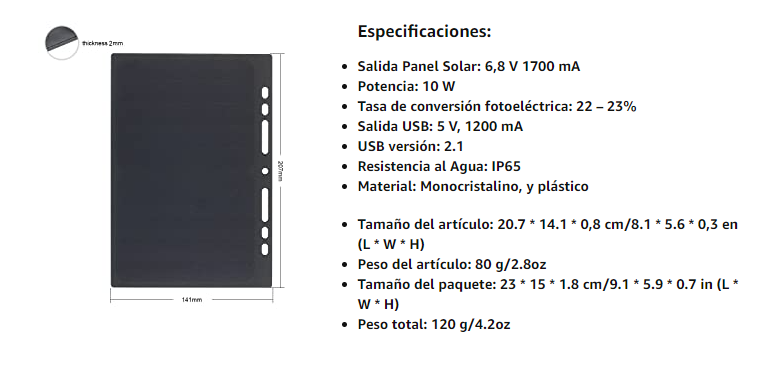 thickness 2mm
207mm
141mm
Especificaciones:
Salida Panel Solar: 6,8 V 1700 mA
Potencia: 10 W
Tasa de conversión fotoeléctrica: 22 – 23%
Salida USB: 5 V, 1200 mA
USB versión: 2.1
Resistencia al Agua: IP65
Material: Monocristalino, y plástico
Tamaño del artículo: 20.7 * 14.1 * 0,8 cm/8.1 * 5.6 * 0,3 en
(L * W * H)
Peso del artículo: 80 g/2.8oz
Tamaño del paquete: 23 * 15 * 1.8 cm/9.1 * 5.9 * 0.7 in (L *
W * H)
Peso total: 120 g/4.2oz